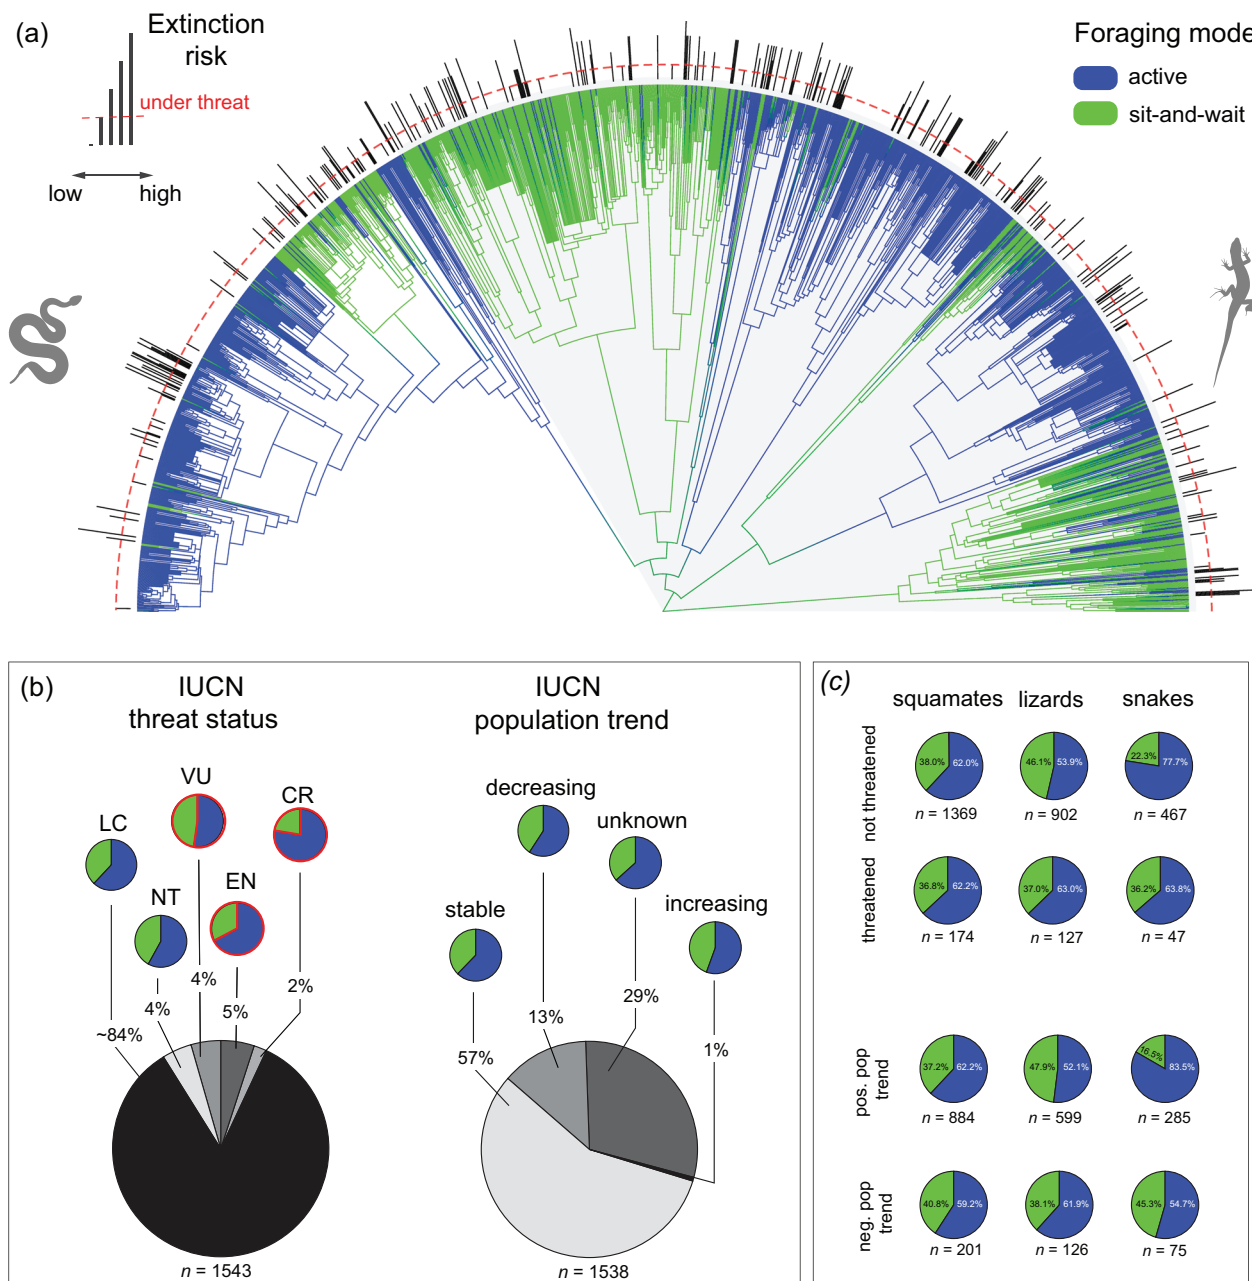 (a)
Extinction
risk
under threat
low
high
Foraging mode
active
sit-and-wait
(b)
IUCN
threat status
LC
NT
VU
EN
CR
~84%
4%
4%
5%
2%
n = 1543
IUCN
population trend
stable
decreasing
unknown
increasing
57%
13%
29%
1%
n = 1538
(c)
squamates
lizards
snakes
not threatened
38.0%
62.0%
n = 1369
46.1%
53.9%
n = 902
22.3%
77.7%
n = 467
threatened
36.8%
62.2%
n = 174
37.0%
63.0%
n = 127
36.2%
63.8%
n = 47
pos. pop
trend
37.2%
62.2%
n = 884
47.9%
52.1%
n = 599
16.5%
83.5%
n = 285
neg. pop
trend
40.8%
59.2%
n = 201
38.1%
61.9%
n = 126
45.3%
54.7%
n = 75